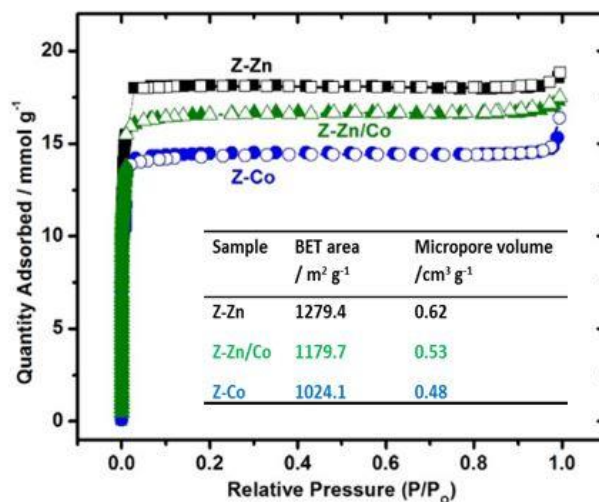 Quantity Adsorbed / mmol g⁻¹
20
15
10
5
0
Z-Zn
Z-Zn/Co
Z-Co
Sample BET area Micropore volume
/ m² g⁻¹ /cm³ g⁻¹
Z-Zn 1279.4 0.62
Z-Zn/Co 1179.7 0.53
Z-Co 1024.1 0.48
0.0 0.2 0.4 0.6 0.8 1.0
Relative Pressure (P/Pₒ)